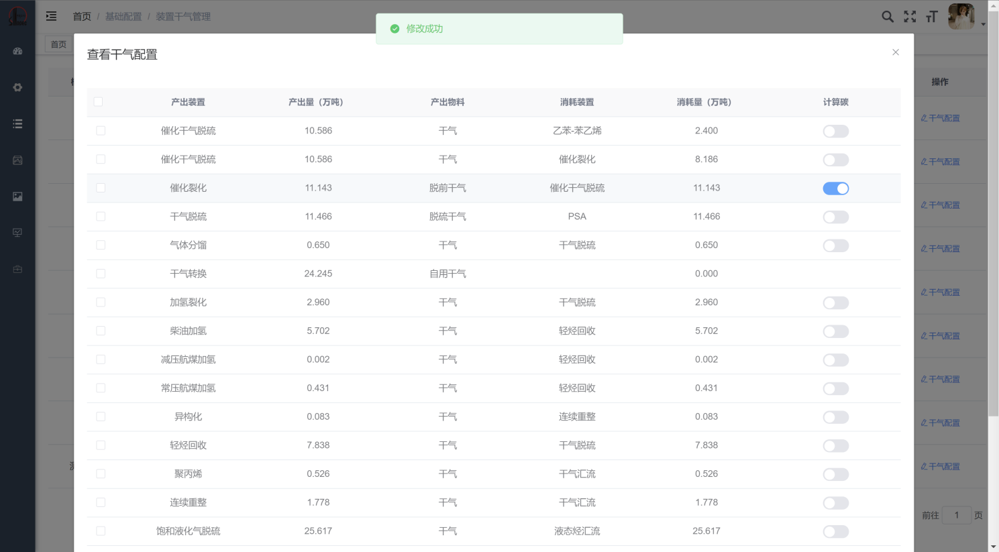 首页 / 基础配置 / 装置干气管理
修改成功
首页
查看干气配置
操作
产出装置 产出量（万吨） 产出物料 消耗装置 消耗量（万吨） 计算碳
催化干气脱硫 10.586 干气 乙苯-苯乙烯 2.400
干气配置
催化干气脱硫 10.586 干气 催化裂化 8.186
干气配置
催化裂化 11.143 脱前干气 催化干气脱硫 11.143
干气配置
干气脱硫 11.466 脱硫干气 PSA 11.466
气体分馏 0.650 干气 干气脱硫 0.650
干气配置
干气转换 24.245 自用干气 0.000
干气配置
加氢裂化 2.960 干气 干气脱硫 2.960
柴油加氢 5.702 干气 轻烃回收 5.702
干气配置
减压航煤加氢 0.002 干气 轻烃回收 0.002
干气配置
常压航煤加氢 0.431 干气 轻烃回收 0.431
异构化 0.083 干气 连续重整 0.083
干气配置
轻烃回收 7.838 干气 干气脱硫 7.838
干气配置
聚丙烯 0.526 干气 干气汇流 0.526
连续重整 1.778 干气 干气汇流 1.778
前往 1 页
饱和液化气脱硫 25.617 干气 液态烃汇流 25.617